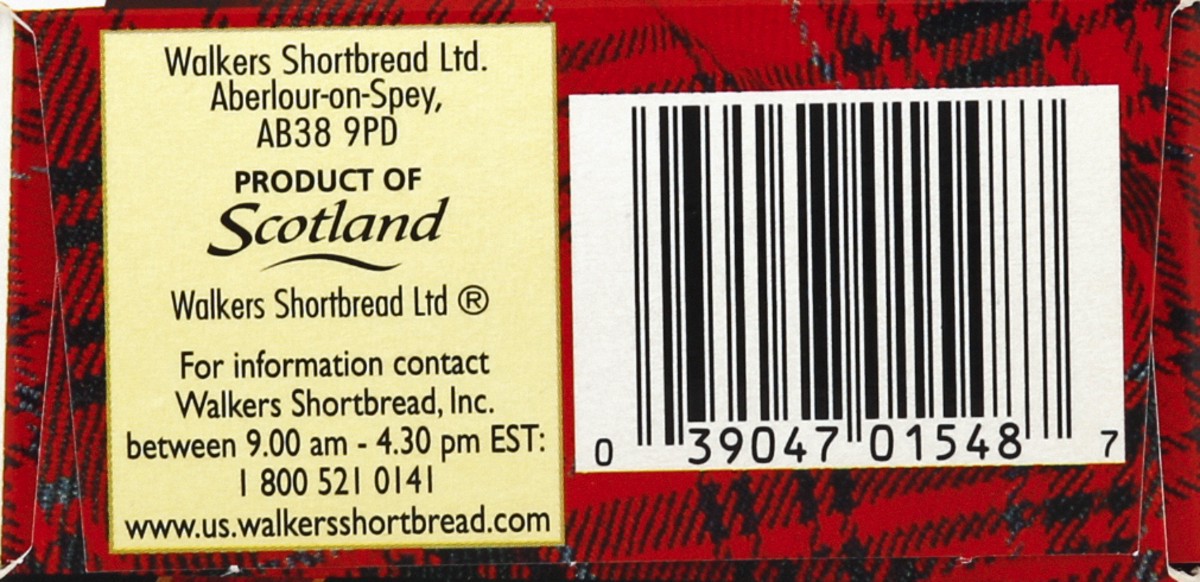 Walkers Shortbread Ltd.
Aberlour-on-Spey,
AB38 9PD
PRODUCT OF
Scotland
Walkers Shortbread Ltd ®
For information contact
Walkers Shortbread, Inc.
between 9.00 am - 4.30 pm EST:
1 800 521 0141
www.us.walkersshortbread.com
0 39047 01548 7